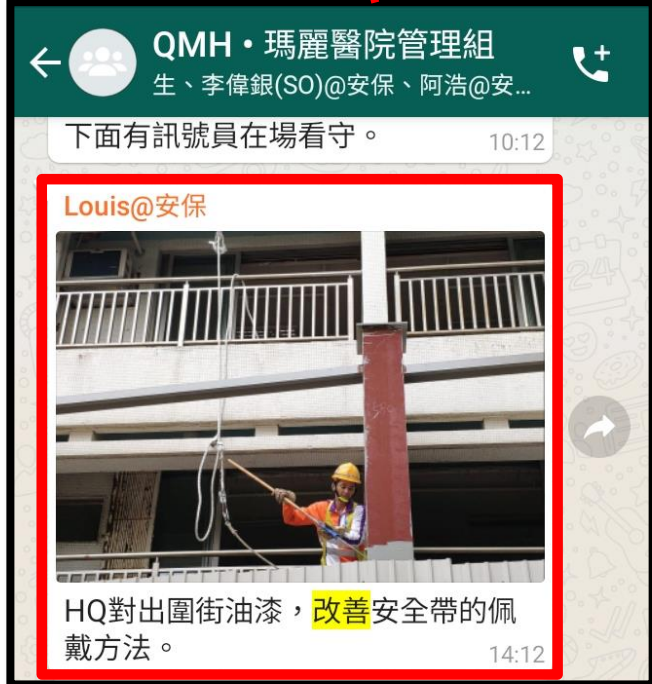 QMH・瑪麗醫院管理組
生、李偉銀(SO)@安保、阿浩@安...
下面有訊號員在場看守。
10:12
Louis@安保
HQ對出圍街油漆，改善安全帶的佩
戴方法。
14:12